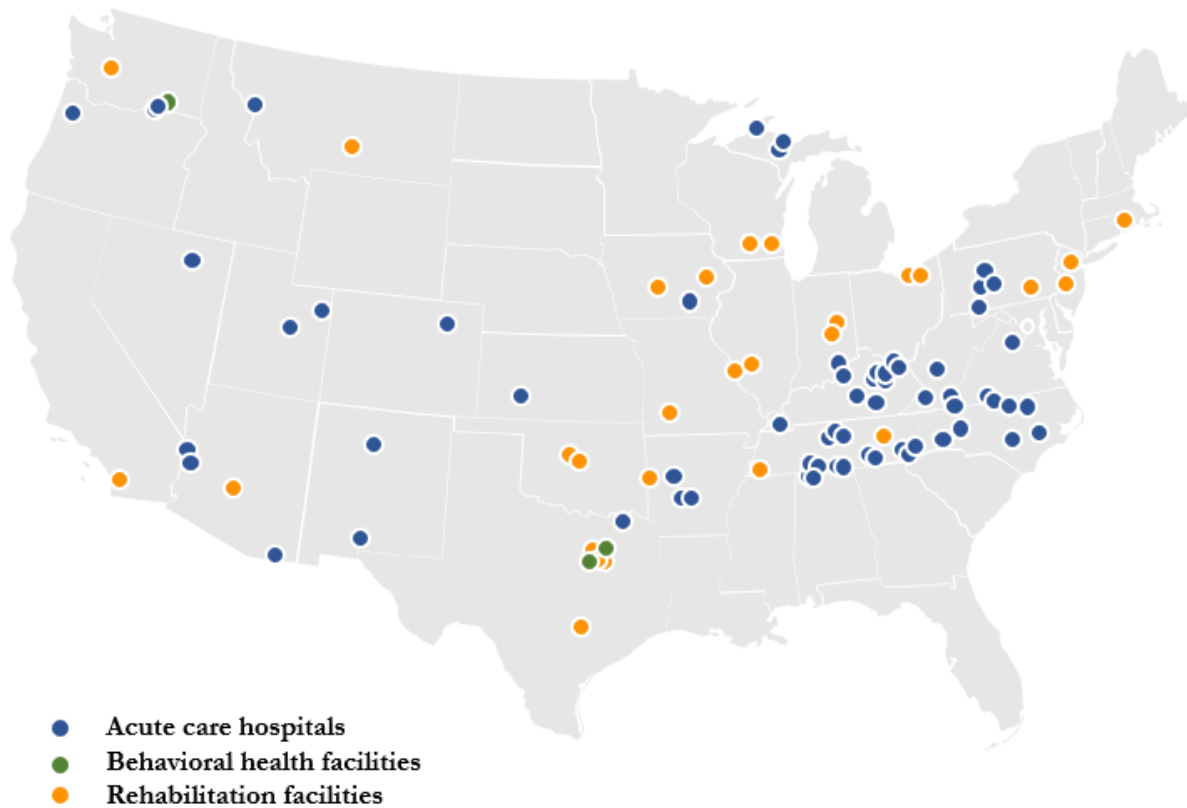 Acute care hospitals
Behavioral health facilities
Rehabilitation facilities